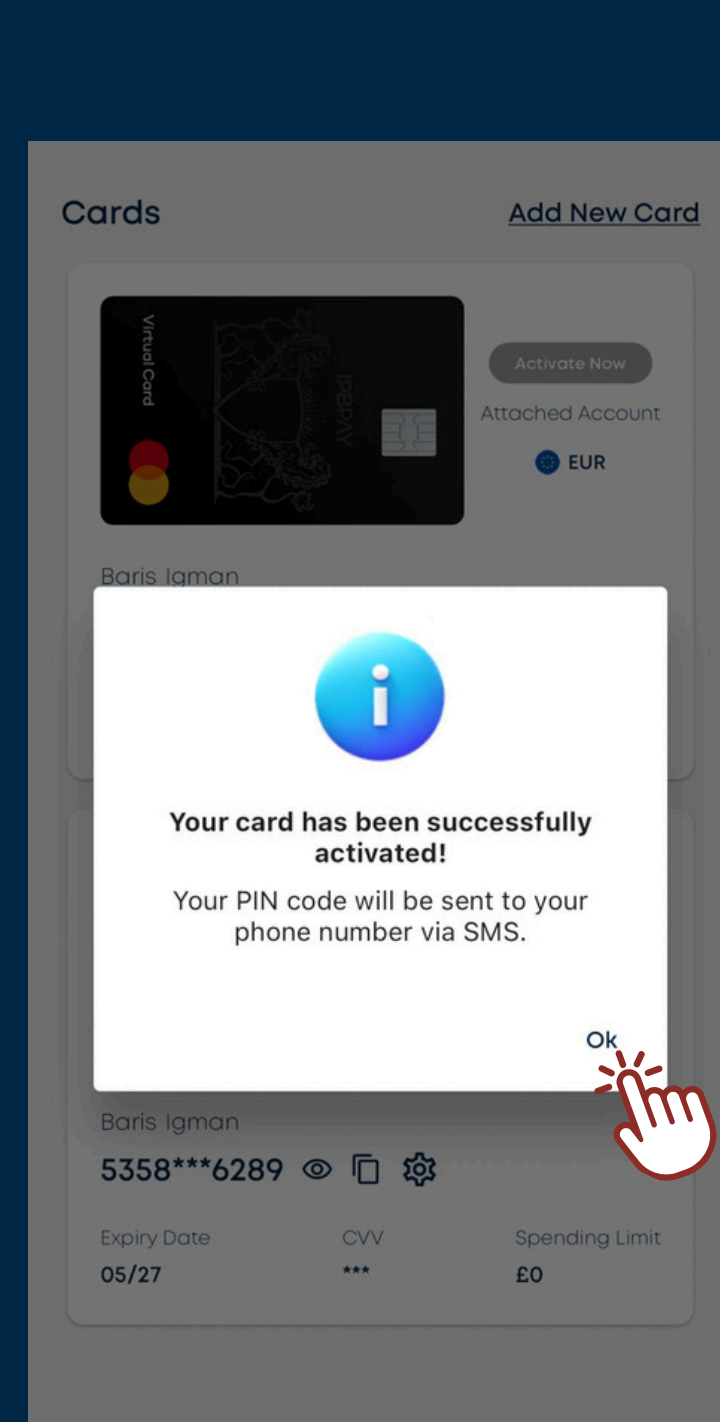 Cards
Add New Card
Virtual Card
IPBPAY
Activate Now
Attached Account
EUR
Baris Igman
Your card has been successfully
activated!
Your PIN code will be sent to your
phone number via SMS.
Ok
Baris Igman
5358***6289
Expiry Date
CVV
Spending Limit
05/27
***
£0